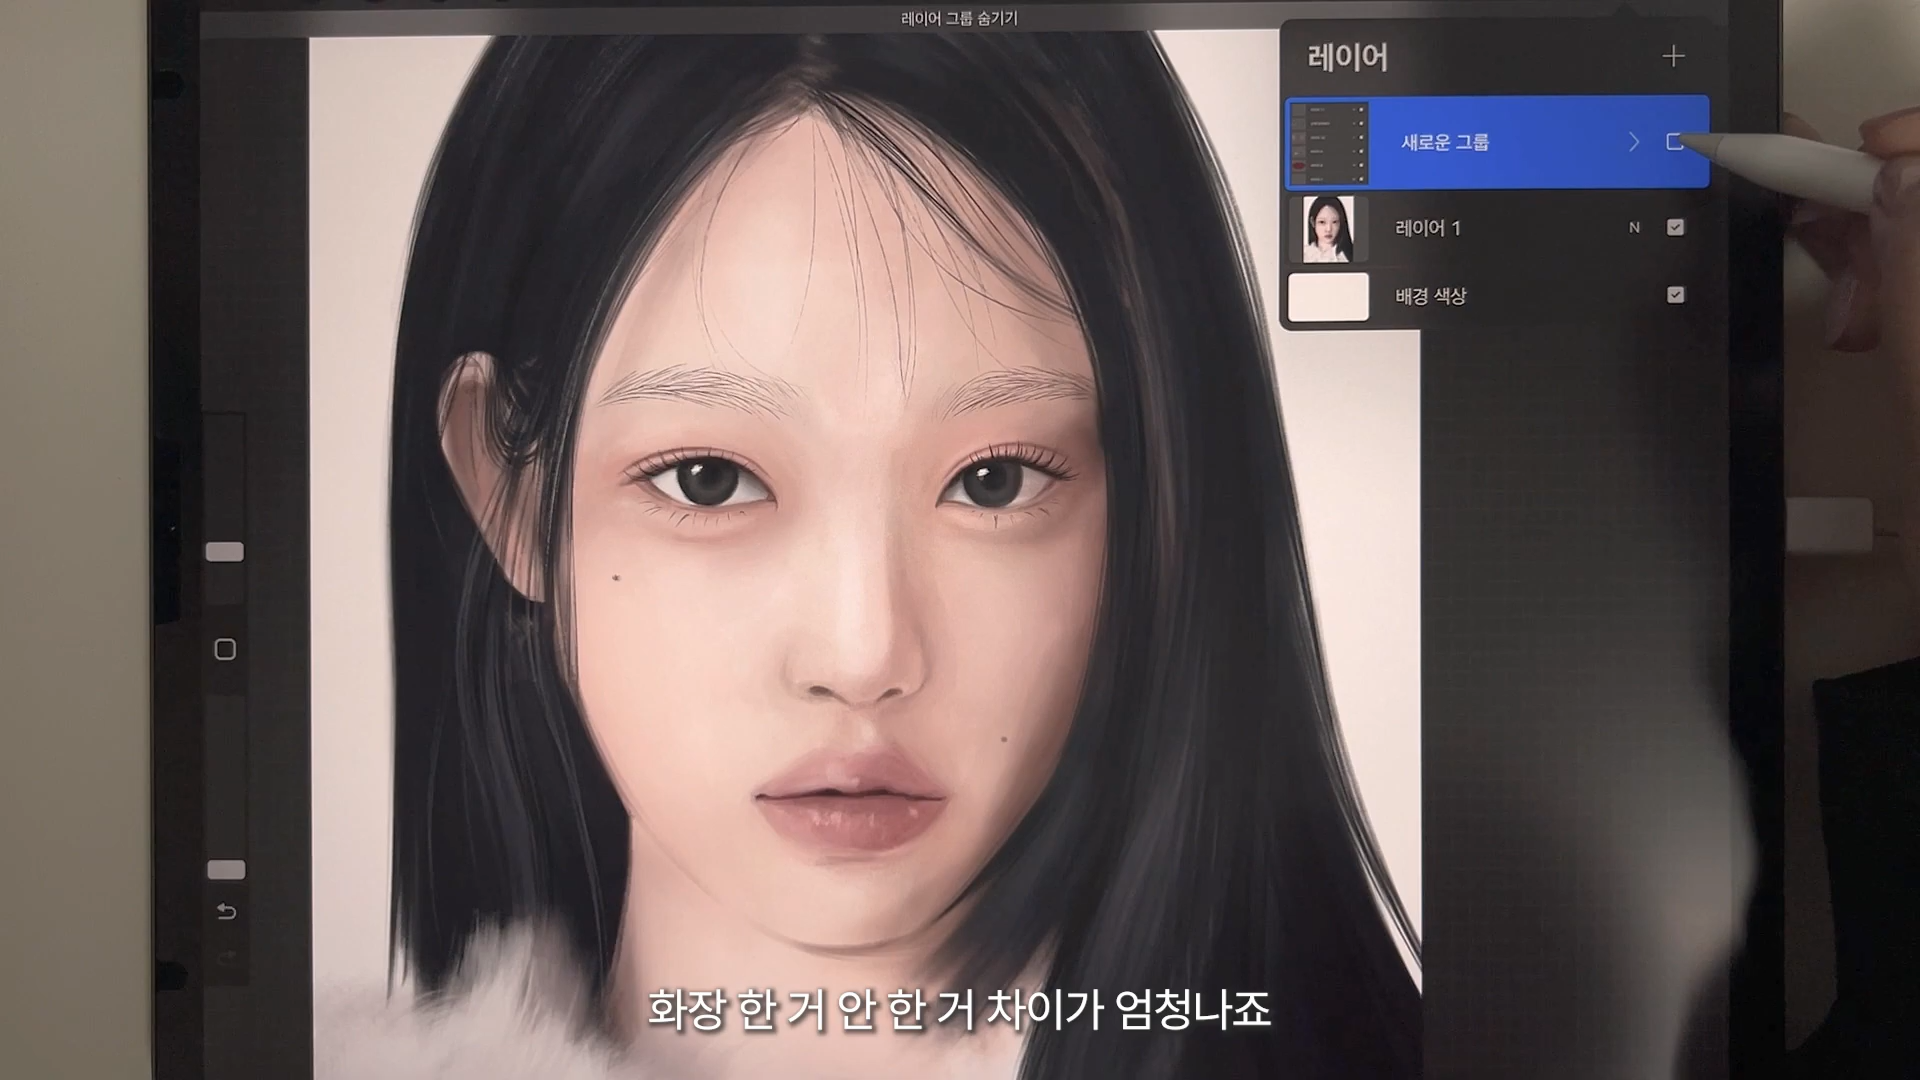 레이어 그룹 숨기기
레이어
새로운 그룹
레이어 1 N
배경 색상
화장 한 거 안 한 거 차이가 엄청나죠